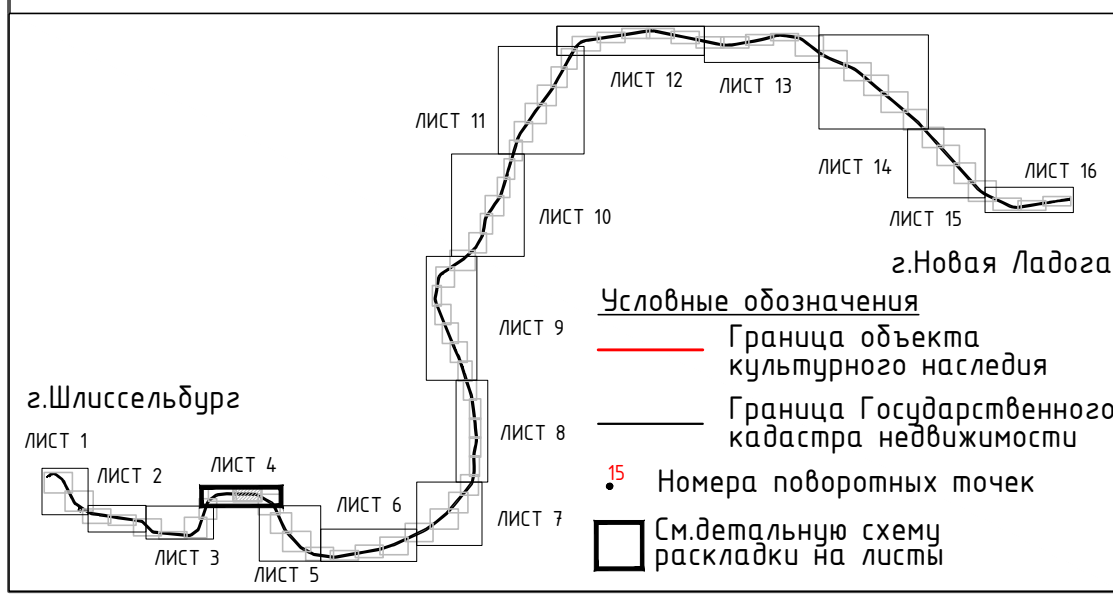 ЛИСТ 12
ЛИСТ 13
ЛИСТ 11
ЛИСТ 14
ЛИСТ 16
ЛИСТ 10
ЛИСТ 15
г.Новая Ладога
Условные обозначения
ЛИСТ 9
Граница объекта
культурного наследия
г.Шлиссельбург
Граница Государственного
кадастра недвижимости
ЛИСТ 8
ЛИСТ 1
ЛИСТ 2
ЛИСТ 4
15
Номера поворотных точек
ЛИСТ 6
ЛИСТ 7
См.детальную схему
раскладки на листы
ЛИСТ 3
ЛИСТ 5